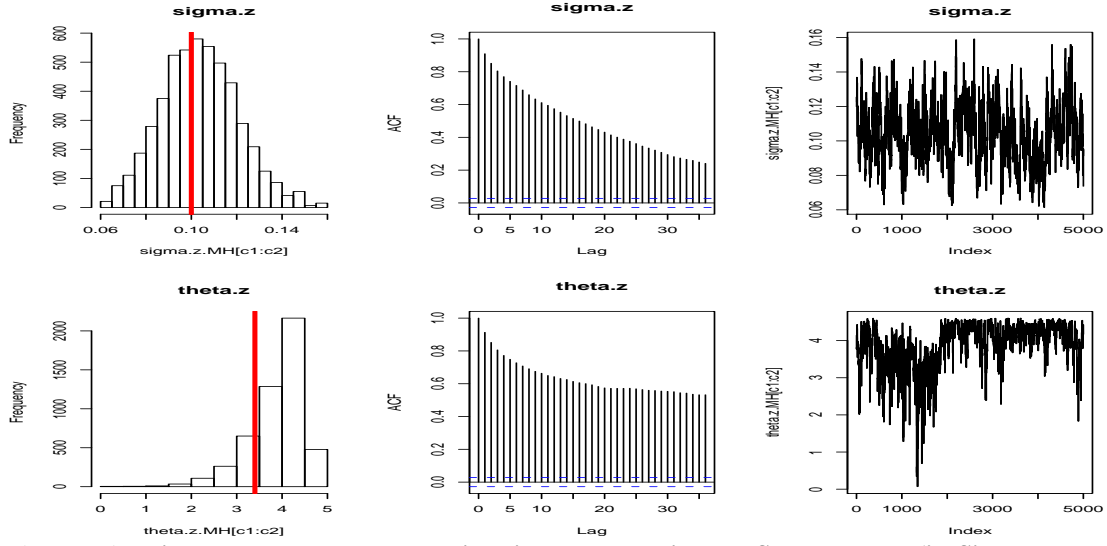 sigma.z
Frequency
0 100 200 300 400 500 600
0.06 0.10 0.14
sigma.z.MH[c1:c2]
sigma.z
ACF
0.0 0.2 0.4 0.6 0.8 1.0
0 5 10 20 30
Lag
sigma.z
sigma.z.MH[c1:c2]
0.06 0.08 0.10 0.12 0.14 0.16
0 1000 3000 5000
Index
theta.z
Frequency
0 500 1000 1500 2000
0 1 2 3 4 5
theta.z.MH[c1:c2]
theta.z
ACF
0.0 0.2 0.4 0.6 0.8 1.0
0 5 10 20 30
Lag
theta.z
theta.z.MH[c1:c2]
0 1 2 3 4
0 1000 3000 5000
Index